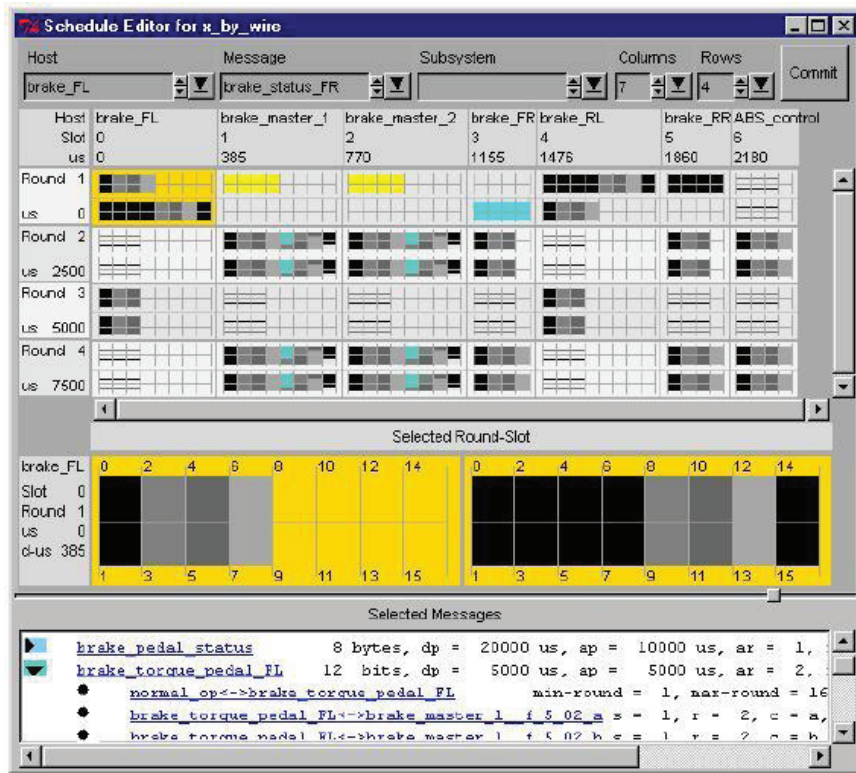 Schedule Editor for x_by_wire
Host Message Subsystem Columns Rows Commit
brake_FL brake_status_FR 7 4
Host brake_FL brake_master_1 brake_master_2 brake_FR brake_RL brake_RR ABS_control
Slot 0 1 2 3 4 5 6
us 0 385 770 1155 1476 1860 2180
Round 1
us 0
Round 2
us 2500
Round 3
us 5000
Round 4
us 7500
Selected Round-Slot
brake_FL 0 2 4 6 8 10 12 14 0 2 4 6 8 10 12 14
Slot 0
Round 1
us 0
d-us 385
1 3 5 7 9 11 13 15 1 3 5 7 9 11 13 15
Selected Messages
brake_pedal_status 8 bytes, dp = 20000 us, ap = 10000 us, ar = 1,
brake_torque_pedal_FL 12 bits, dp = 5000 us, ap = 5000 us, ar = 2,
normal_op<->brake_torque_pedal_FL min-round = 1, max-round = 16
brake_torque_pedal_FL<->brake_master_1__f_5_02_a s = 1, r = 2, c = a,
brake_torque_pedal_FL<->brake_master_1__f_5_02_b s = 1, r = 2, c = b